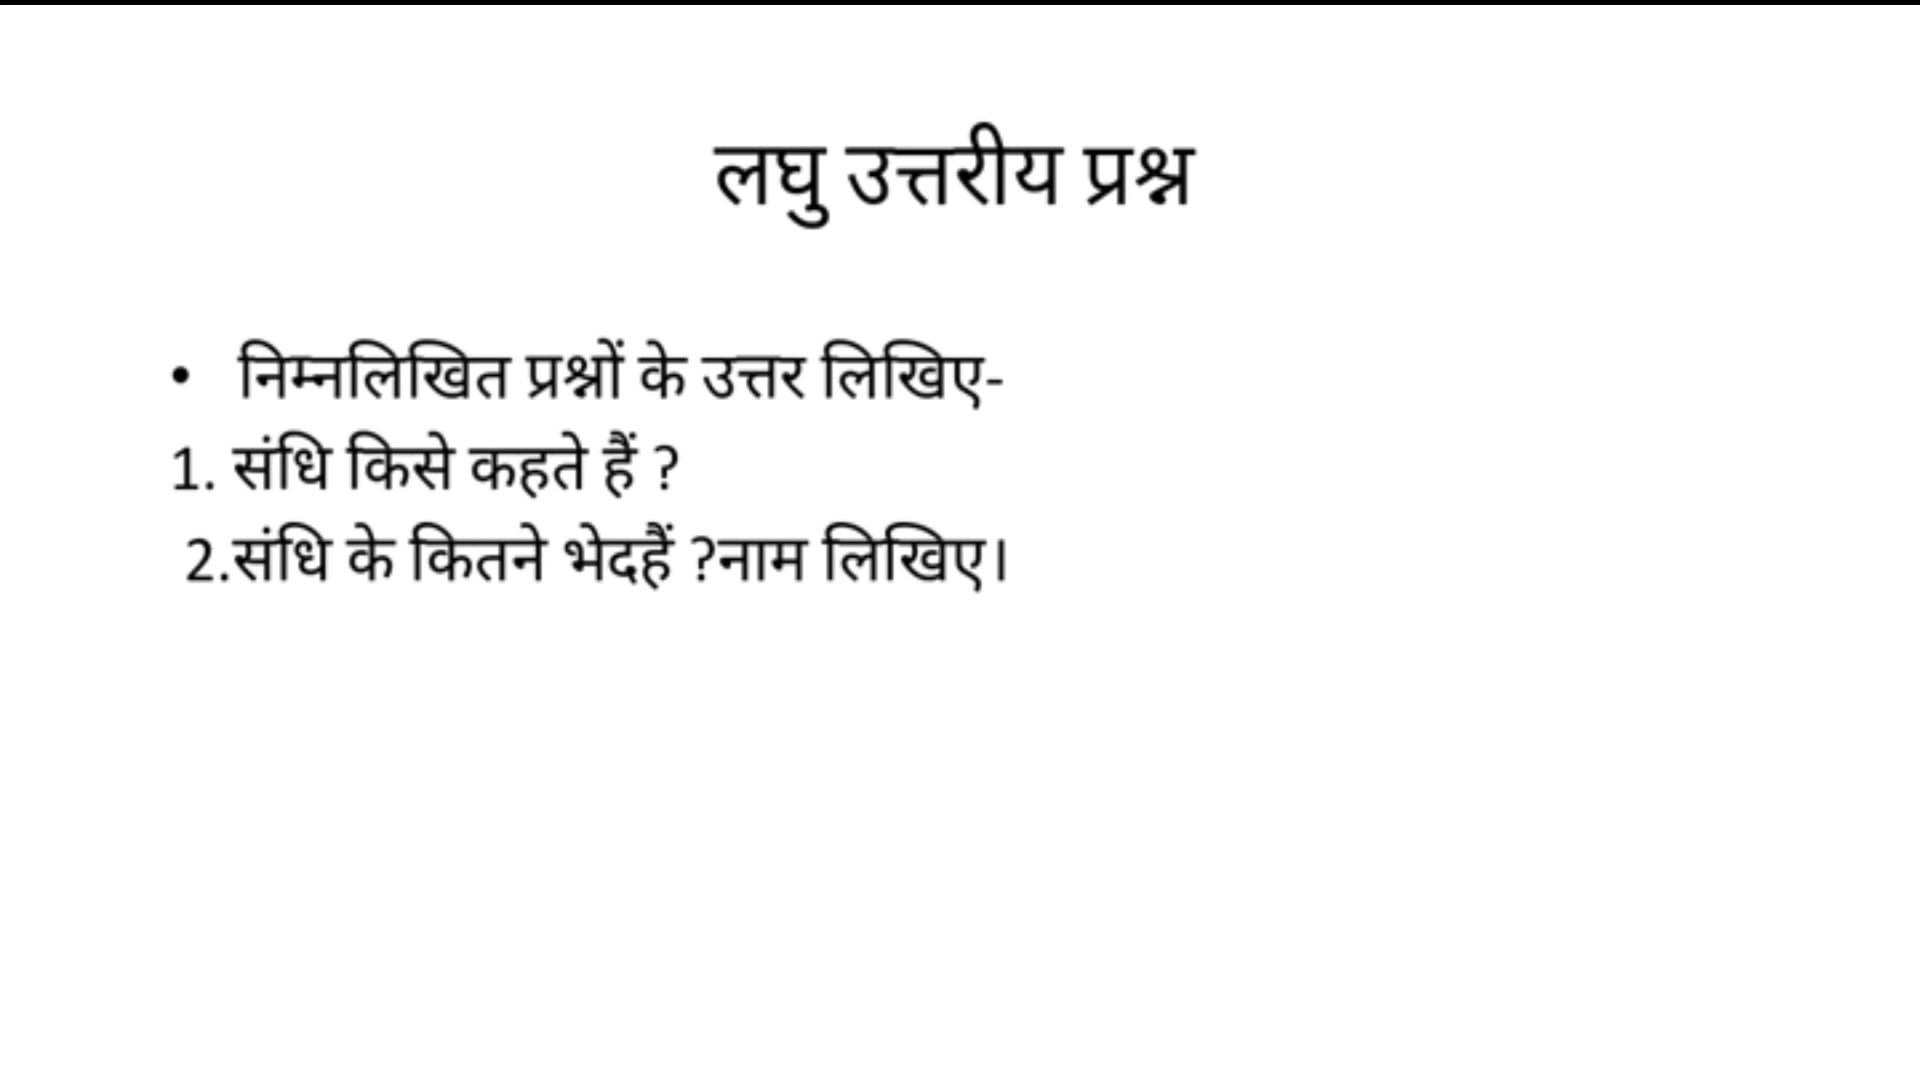 लघु उत्तरीय प्रश्न
• निम्नलिखित प्रश्नों के उत्तर लिखिए-
1. संधि किसे कहते हैं ?
2.संधि के कितने भेदहैं ?नाम लिखिए।